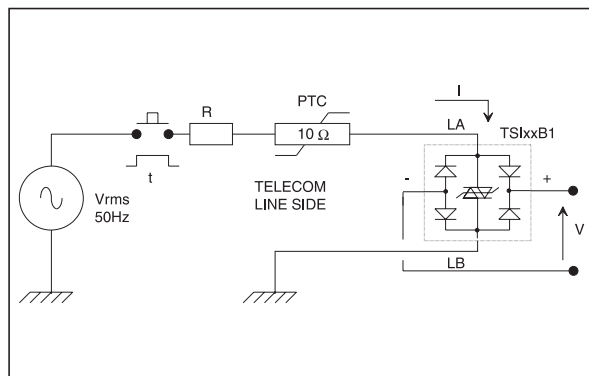 I
PTC
R
LA
TSIxxB1
10 Ω
-
+
t
Vrms
50Hz
TELECOM
LINE SIDE
V
LB